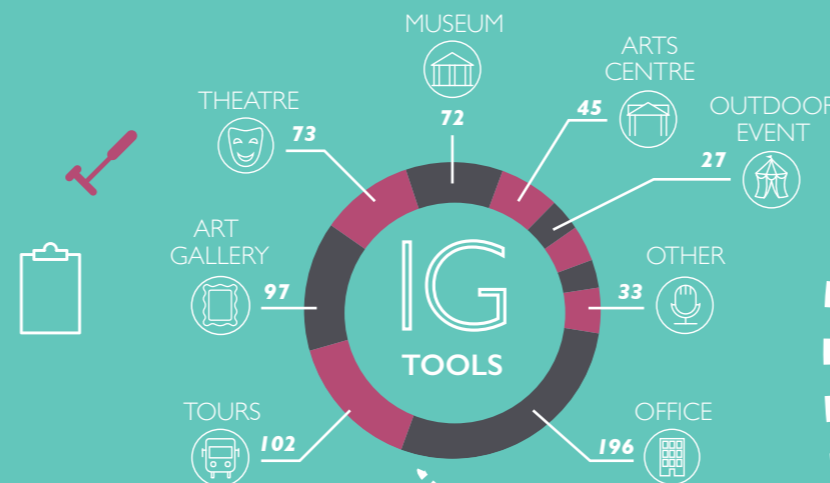 MUSEUM
72
ARTS
CENTRE
45
OUTDOOR
EVENT
27
THEATRE
73
ART
GALLERY
97
OTHER
33
IG
TOOLS
TOURS
102
OFFICE
196